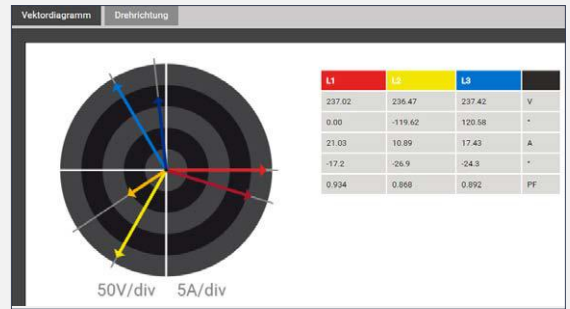 Vektordiagramm Drehrichtung
L1 L2 L3
237.02 236.47 237.42 V
0.00 -119.62 120.58 °
21.03 10.89 17.43 A
-17.2 -26.9 -24.3 °
0.934 0.868 0.892 PF
50V/div 5A/div